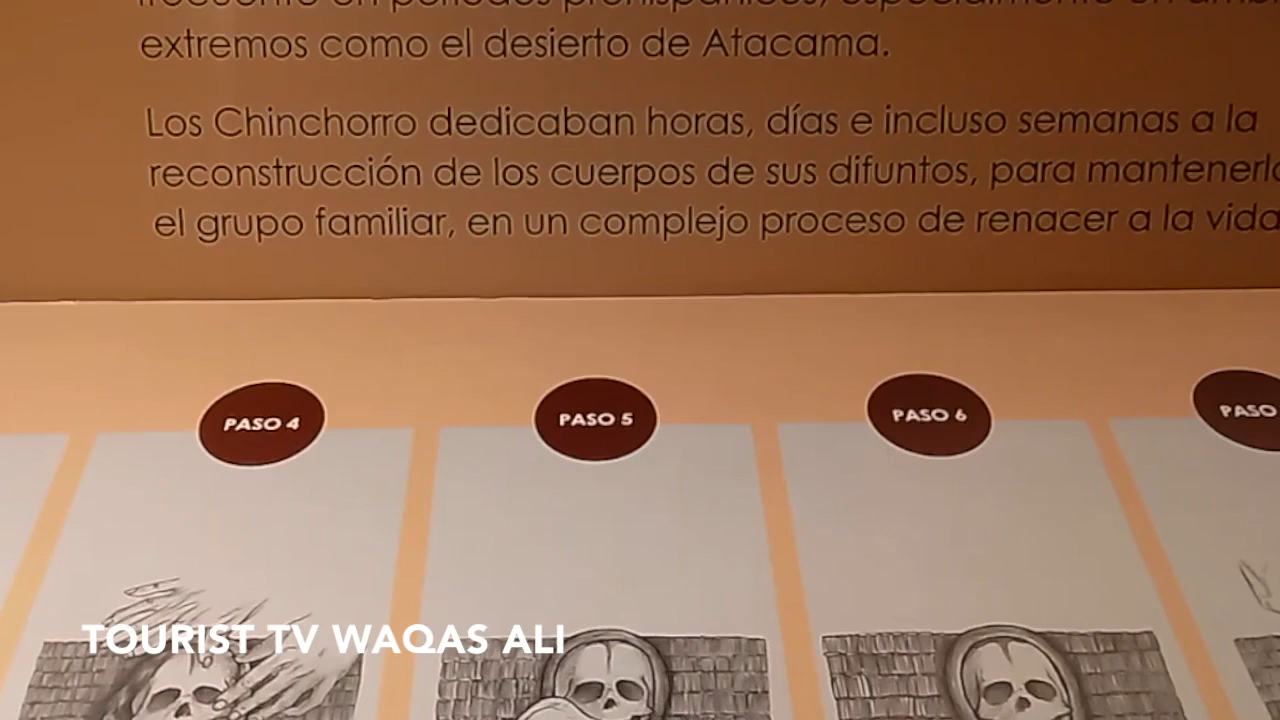 extremos como el desierto de Atacama.
Los Chinchorro dedicaban horas, días e incluso semanas a la
reconstrucción de los cuerpos de sus difuntos, para
el grupo familiar, en un complejo proceso de renacer a la vida
PASO 4
PASO 5
PASO 6
PASO
TOURIST TV WAQAS ALI